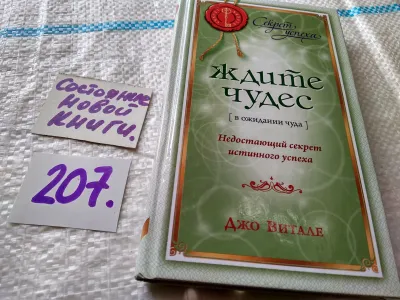 Состояние
новой
книги.
207.
Секрет
успеха
Ждите
чудес
[ в ожидании чуда ]
Недостающий секрет
истинного успеха
Джо Витале